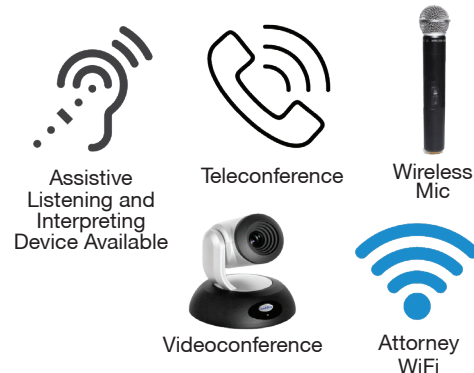 Assistive
Listening and
Interpreting
Device Available
Teleconference
Wireless
Mic
Videoconference
Attorney
WiFi